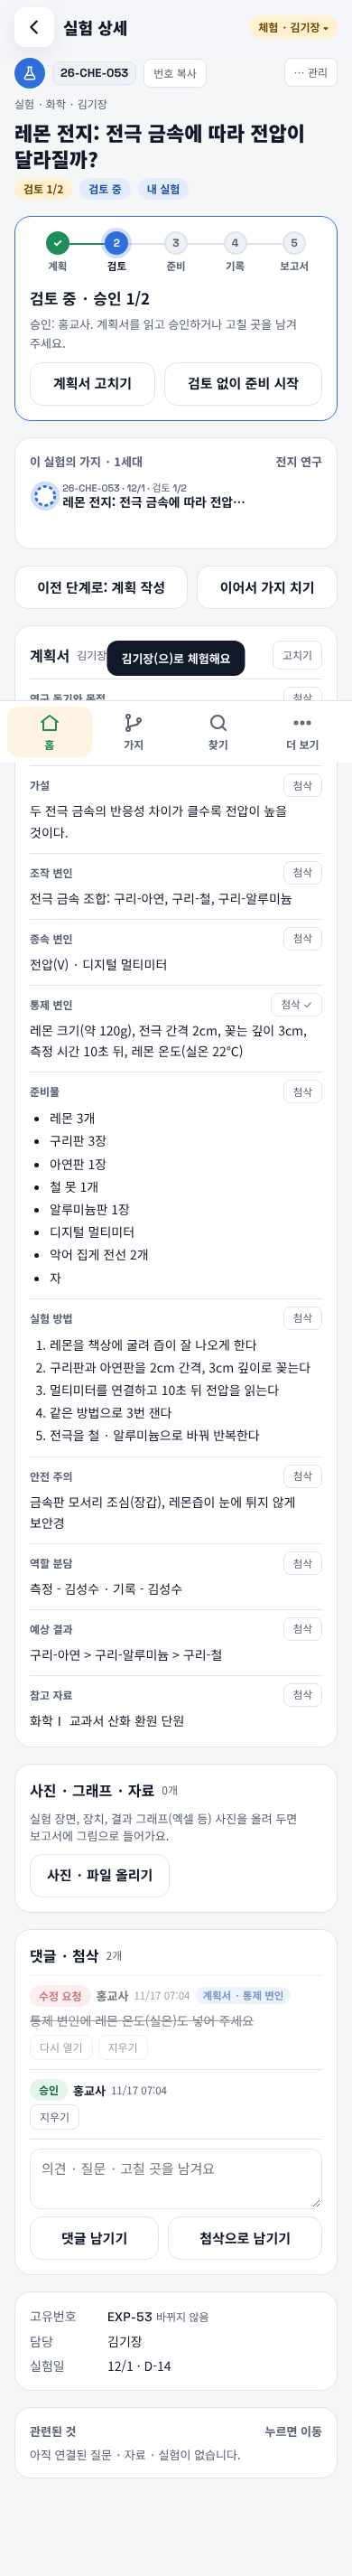 실험 상세
체험 · 김기장
26-CHE-053
번호 복사
··· 관리
실험 · 화학 · 김기장
레몬 전지: 전극 금속에 따라 전압이
달라질까?
검토 1/2
검토 중
내 실험
2
3
4
5
계획
검토
준비
기록
보고서
검토 중 · 승인 1/2
승인: 홍교사. 계획서를 읽고 승인하거나 고칠 곳을 남겨
주세요.
계획서 고치기
검토 없이 준비 시작
이 실험의 가지 · 1세대
전지 연구
26-CHE-053 · 12/1 · 검토 1/2
레몬 전지: 전극 금속에 따라 전압…
이전 단계로: 계획 작성
이어서 가지 치기
계획서
김기장
김기장(으)로 체험해요
고치기
연구 동기와 목적
첨삭
홈
가지
찾기
더 보기
가설
첨삭
두 전극 금속의 반응성 차이가 클수록 전압이 높을
것이다.
조작 변인
첨삭
전극 금속 조합: 구리-아연, 구리-철, 구리-알루미늄
종속 변인
첨삭
전압(V) · 디지털 멀티미터
통제 변인
첨삭 ✓
레몬 크기(약 120g), 전극 간격 2cm, 꽂는 깊이 3cm,
측정 시간 10초 뒤, 레몬 온도(실온 22°C)
준비물
첨삭
• 레몬 3개
• 구리판 3장
• 아연판 1장
• 철 못 1개
• 알루미늄판 1장
• 디지털 멀티미터
• 악어 집게 전선 2개
• 자
실험 방법
첨삭
1. 레몬을 책상에 굴려 즙이 잘 나오게 한다
2. 구리판과 아연판을 2cm 간격, 3cm 깊이로 꽂는다
3. 멀티미터를 연결하고 10초 뒤 전압을 읽는다
4. 같은 방법으로 3번 잰다
5. 전극을 철 · 알루미늄으로 바꿔 반복한다
안전 주의
첨삭
금속판 모서리 조심(장갑), 레몬즙이 눈에 튀지 않게
보안경
역할 분담
첨삭
측정 - 김성수 · 기록 - 김성수
예상 결과
첨삭
구리-아연 > 구리-알루미늄 > 구리-철
참고 자료
첨삭
화학Ⅰ 교과서 산화 환원 단원
사진 · 그래프 · 자료 0개
실험 장면, 장치, 결과 그래프(엑셀 등) 사진을 올려 두면
보고서에 그림으로 들어가요.
사진 · 파일 올리기
댓글 · 첨삭 2개
수정 요청 홍교사 11/17 07:04 계획서 · 통제 변인
통제 변인에 레몬 온도(실온)도 넣어 주세요
다시 열기
지우기
승인 홍교사 11/17 07:04
지우기
의견 · 질문 · 고칠 곳을 남겨요
댓글 남기기
첨삭으로 남기기
고유번호 EXP-53 바뀌지 않음
담당 김기장
실험일 12/1 · D-14
관련된 것
누르면 이동
아직 연결된 질문 · 자료 · 실험이 없습니다.